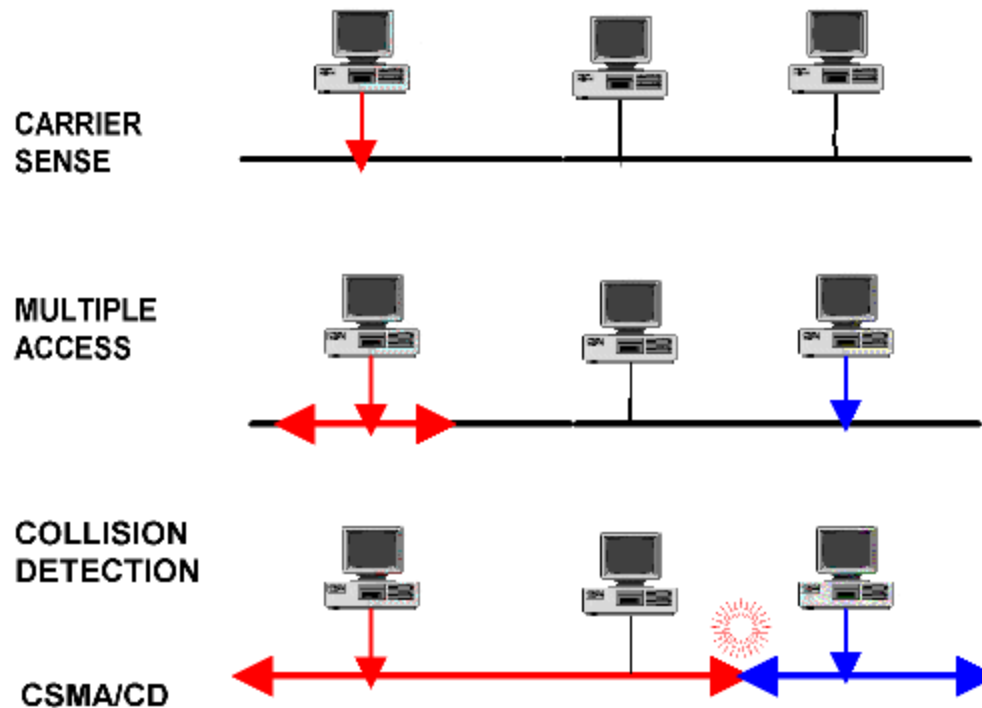 CARRIER
SENSE
MULTIPLE
ACCESS
COLLISION
DETECTION
CSMA/CD